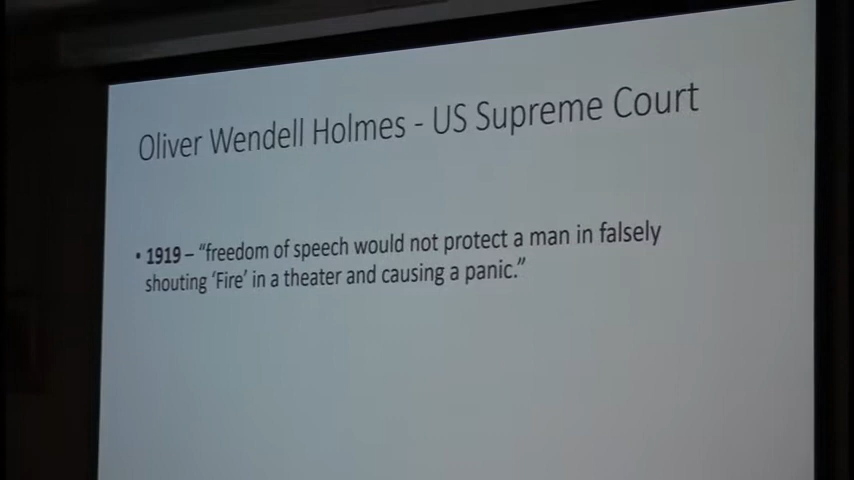 Oliver Wendell Holmes - US Supreme Court
• 1919 – “freedom of speech would not protect a man in falsely
shouting ‘Fire’ in a theater and causing a panic.”